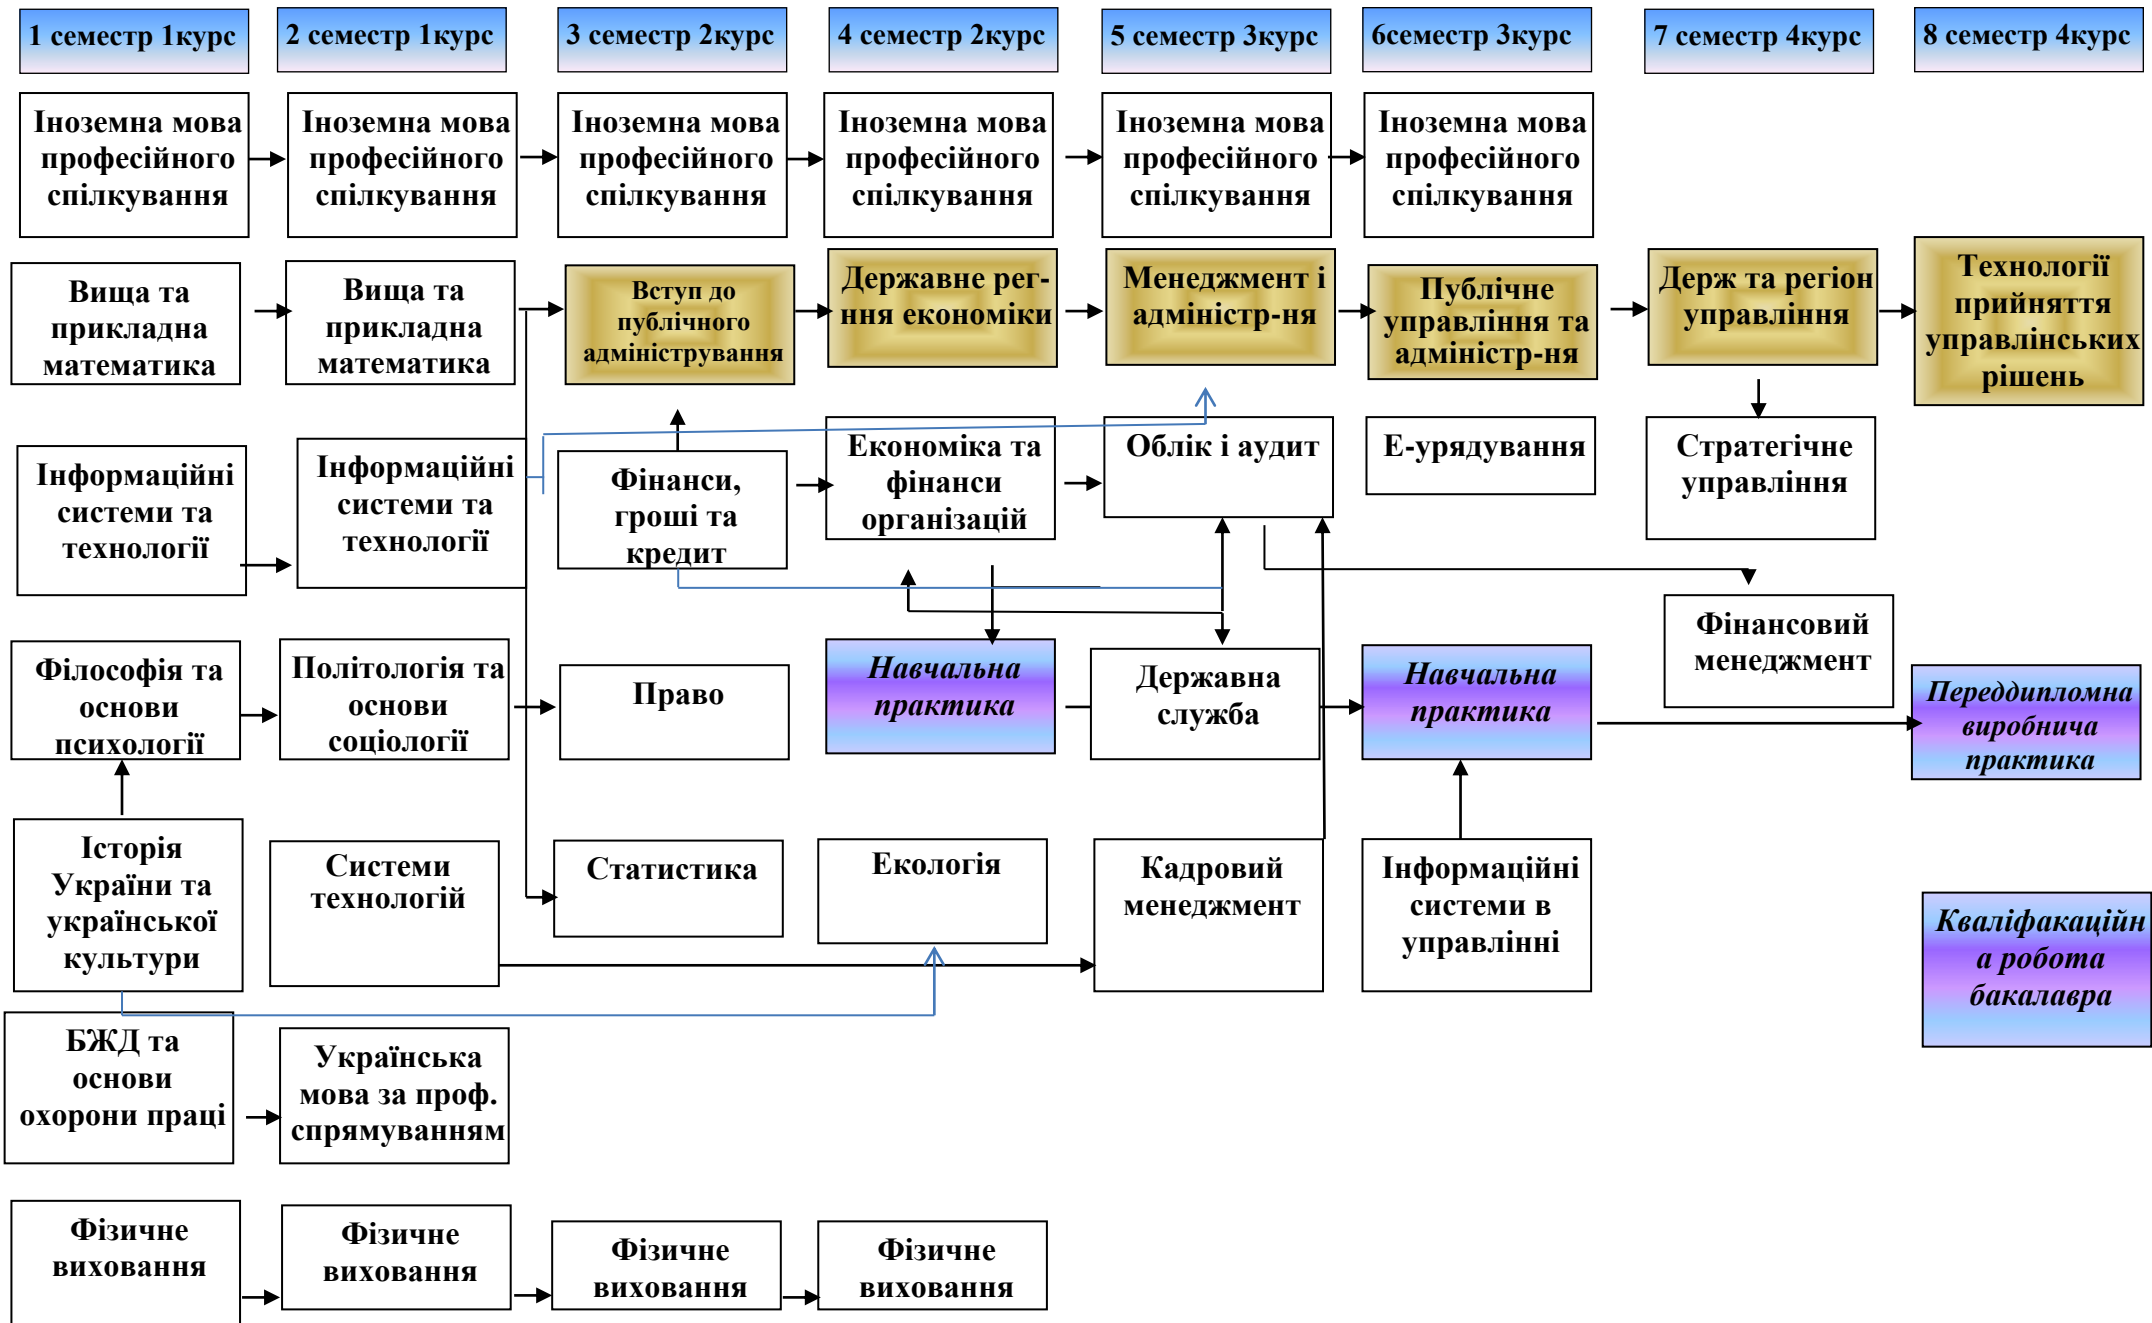 1 семестр 1курс
2 семестр 1курс
3 семестр 2курс
4 семестр 2курс
5 семестр 3курс
6семестр 3курс
7 семестр 4курс
8 семестр 4курс
Іноземна мова
професійного
спілкування
Іноземна мова
професійного
спілкування
Іноземна мова
професійного
спілкування
Іноземна мова
професійного
спілкування
Іноземна мова
професійного
спілкування
Іноземна мова
професійного
спілкування
Вища та
прикладна
математика
Вища та
прикладна
математика
Вступ до
публічного
адміністрування
Державне рег-
ння економіки
Менеджмент і
адміністр-ня
Публічне
управління та
адміністр-ня
Держ та регіон
управління
Технології
прийняття
управлінських
рішень
Інформаційні
системи та
технології
Інформаційні
системи та
технології
Фінанси,
гроші та
кредит
Економіка та
фінанси
організацій
Облік і аудит
Е-урядування
Стратегічне
управління
Фінансовий
менеджмент
Філософія та
основи
психології
Політологія та
основи
соціології
Право
Навчальна
практика
Державна
служба
Навчальна
практика
Переддипломна
виробнича
практика
Історія
України та
української
культури
Системи
технологій
Статистика
Екологія
Кадровий
менеджмент
Інформаційні
системи в
управлінні
Кваліфакаційн
а робота
бакалавра
БЖД та
основи
охорони праці
Українська
мова за проф.
спрямуванням
Фізичне
виховання
Фізичне
виховання
Фізичне
виховання
Фізичне
виховання